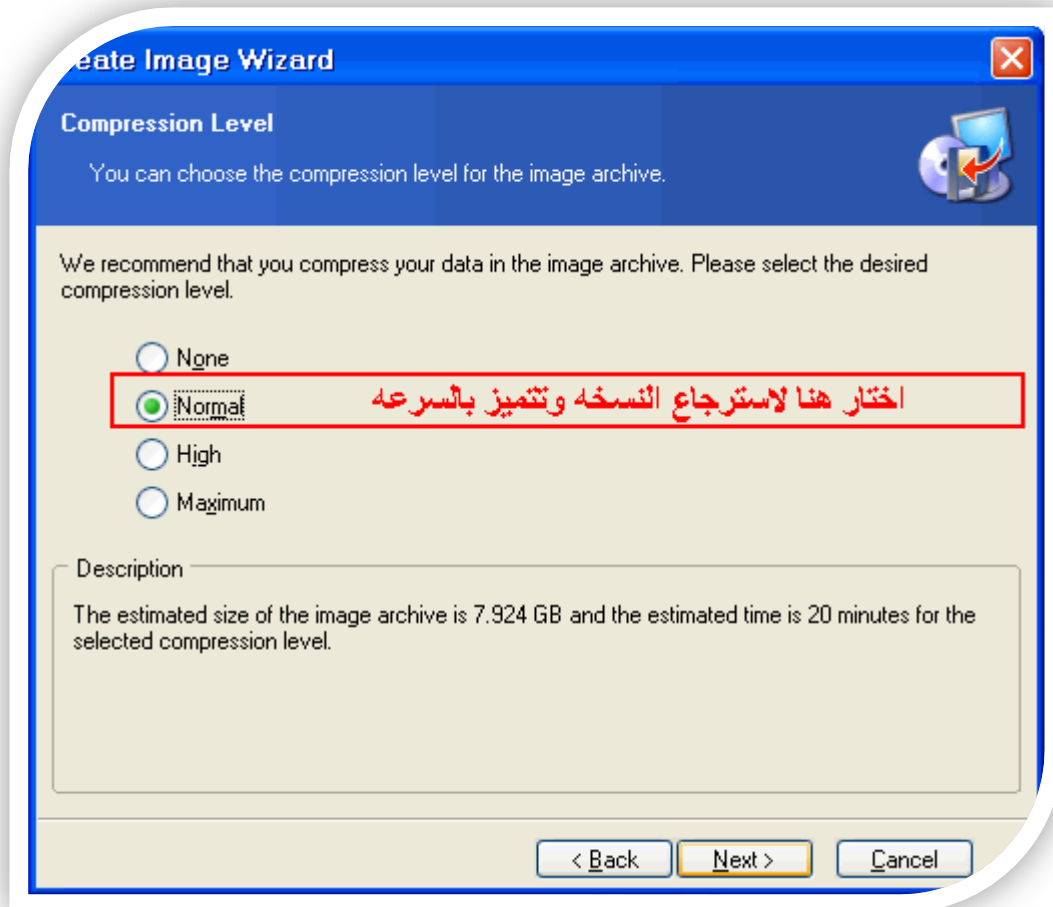 eate Image Wizard
Compression Level
You can choose the compression level for the image archive.
We recommend that you compress your data in the image archive. Please select the desired
compression level.
None
Normal
اختار هنا لاسترجاع النسخه وتتميز بالسرعه
High
Maximum
Description
The estimated size of the image archive is 7.924 GB and the estimated time is 20 minutes for the
selected compression level.
< Back
Next >
Cancel